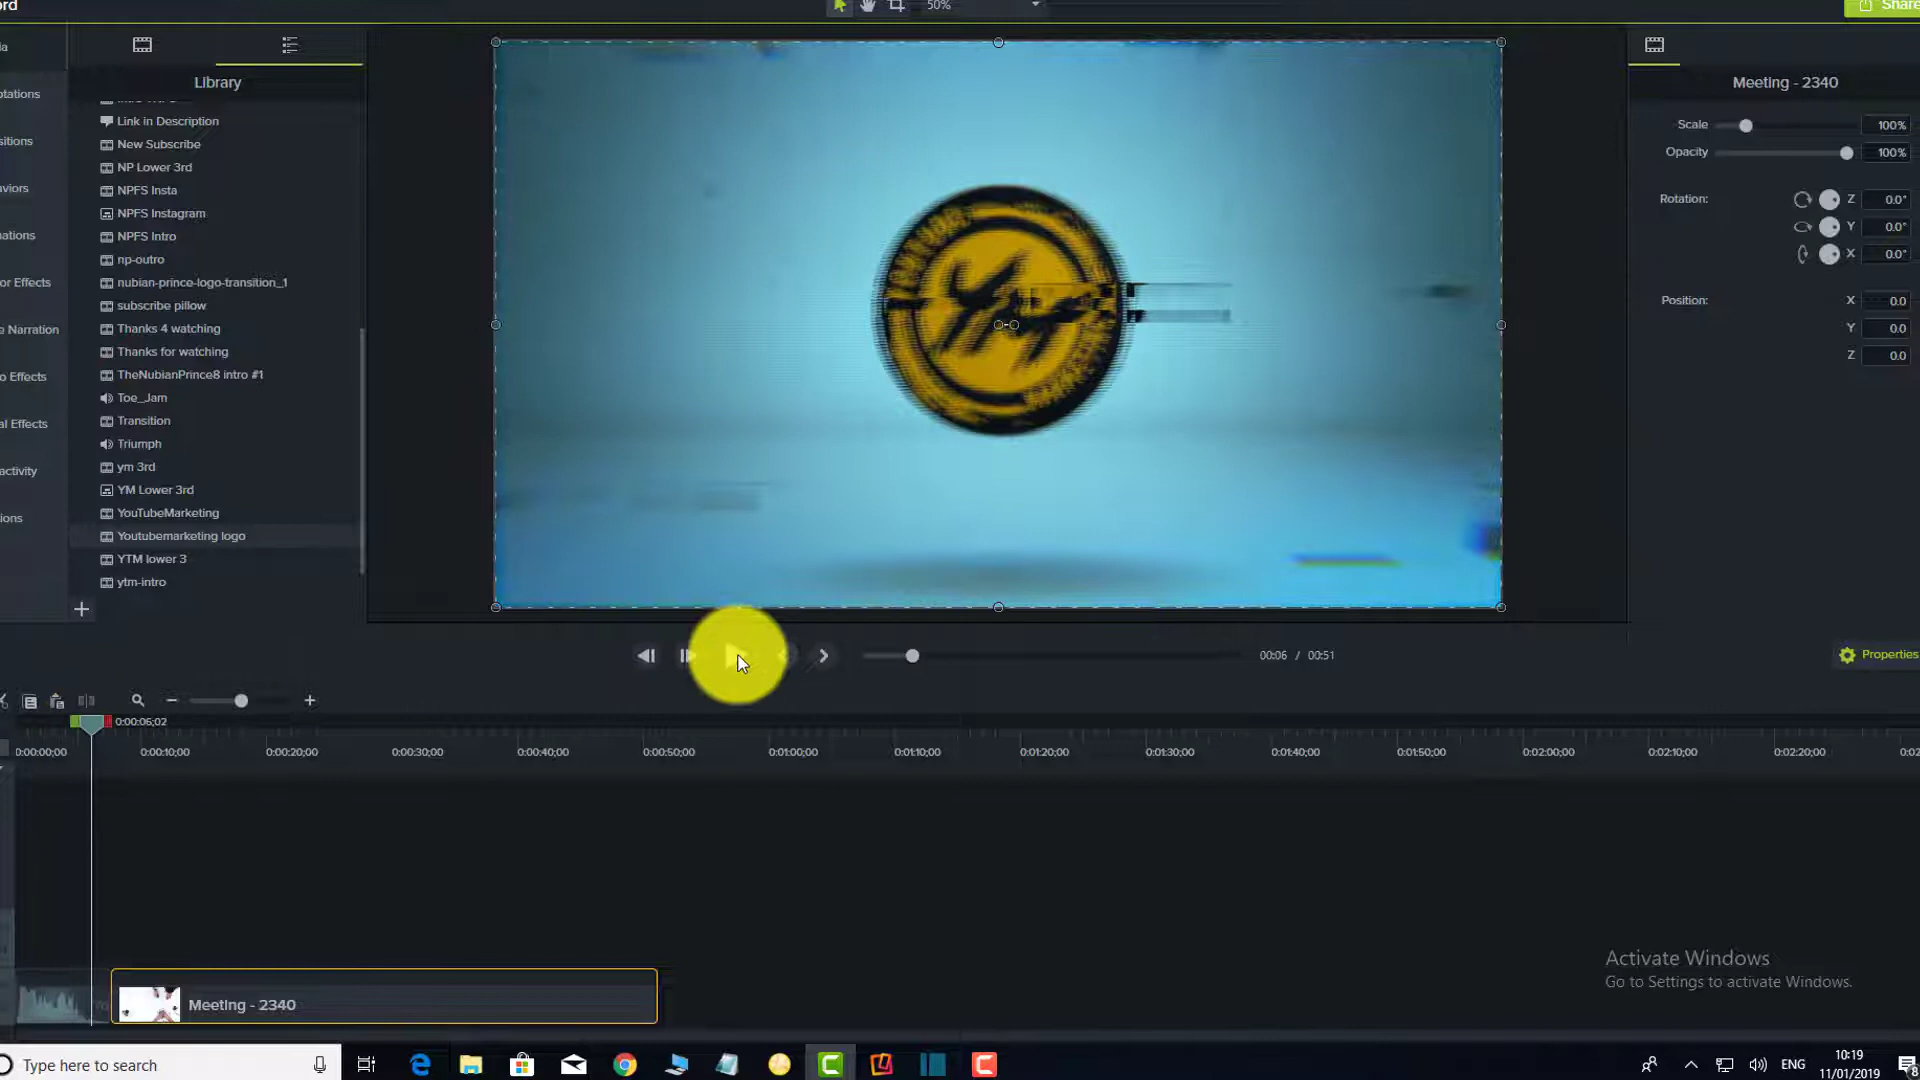 ord
50%
Share
Library
Meeting - 2340
Link in Description
New Subscribe
NP Lower 3rd
NPFS Insta
NPFS Instagram
NPFS Intro
np-outro
nubian-prince-logo-transition_1
subscribe pillow
Thanks 4 watching
Thanks for watching
TheNubianPrince8 intro #1
Toe_Jam
Transition
Triumph
ym 3rd
YM Lower 3rd
YouTubeMarketing
Youtubemarketing logo
YTM lower 3
ytm-intro
ia
otations
sitions
aviors
nations
or Effects
e Narration
o Effects
al Effects
activity
ions
Scale 100%
Opacity 100%
Rotation: Z 0.0°
Y 0.0°
X 0.0°
Position: X 0.0
Y 0.0
Z 0.0
00:06 / 00:51
Properties
0:00:06;02
0:00:00;00 0:00:10;00 0:00:20;00 0:00:30;00 0:00:40;00 0:00:50;00 0:01:00;00 0:01:10;00 0:01:20;00 0:01:30;00 0:01:40;00 0:01:50;00 0:02:00;00 0:02:10;00 0:02:20;00 0:02
Meeting - 2340
Activate Windows
Go to Settings to activate Windows.
Type here to search
ENG
10:19
11/01/2019
8